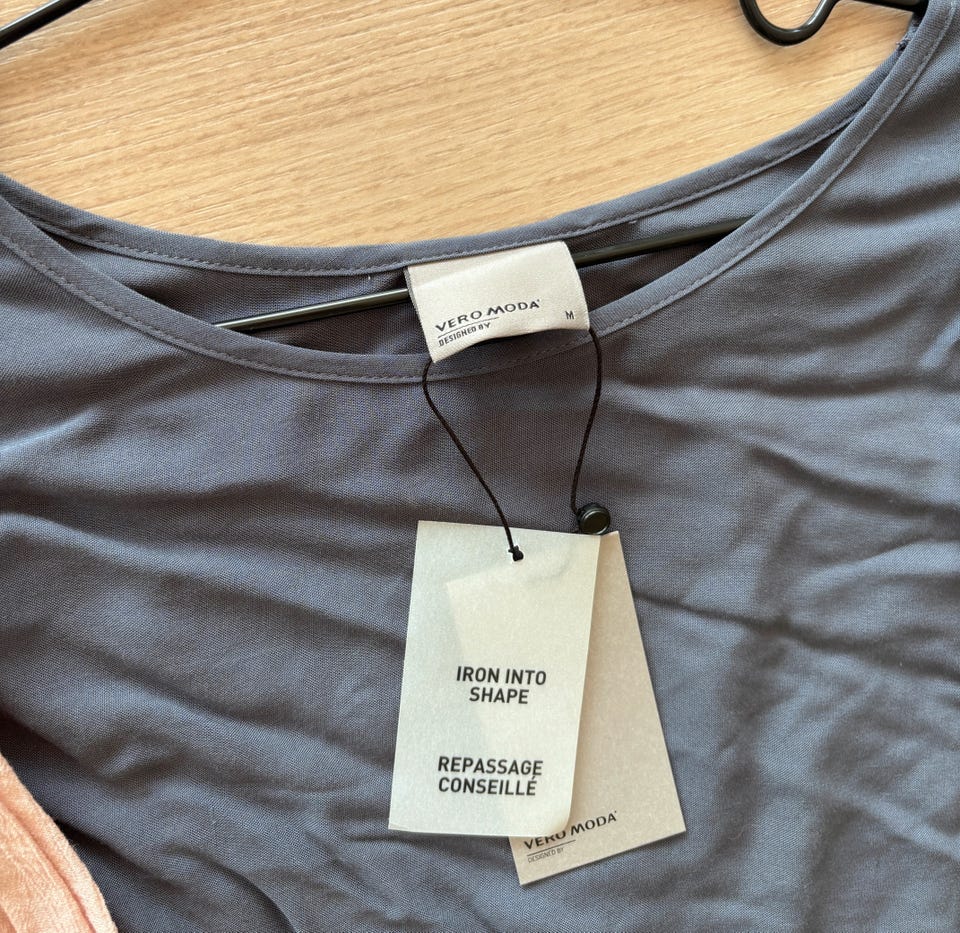 VERO MODA
DESIGNED BY
M
IRON INTO
SHAPE
REPASSAGE
CONSEILLÉ
VERO MODA
DESIGNED BY